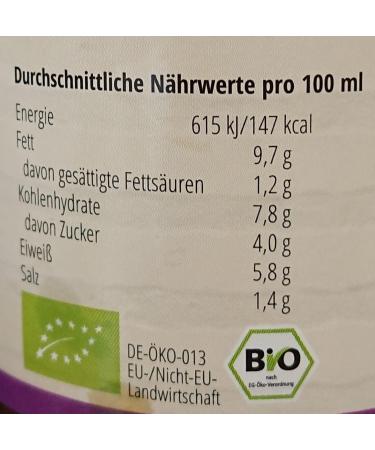 Durchschnittliche Nährwerte pro 100 ml
Energie 615 kJ/147 kcal
Fett 9,7 g
davon gesättigte Fettsäuren 1,2 g
Kohlenhydrate 7,8 g
davon Zucker 4,0 g
Eiweiß 5,8 g
Salz 1,4 g
DE-ÖKO-013
EU-/Nicht-EU-
Landwirtschaft
BiO
nach
EG-Öko-Verordnung